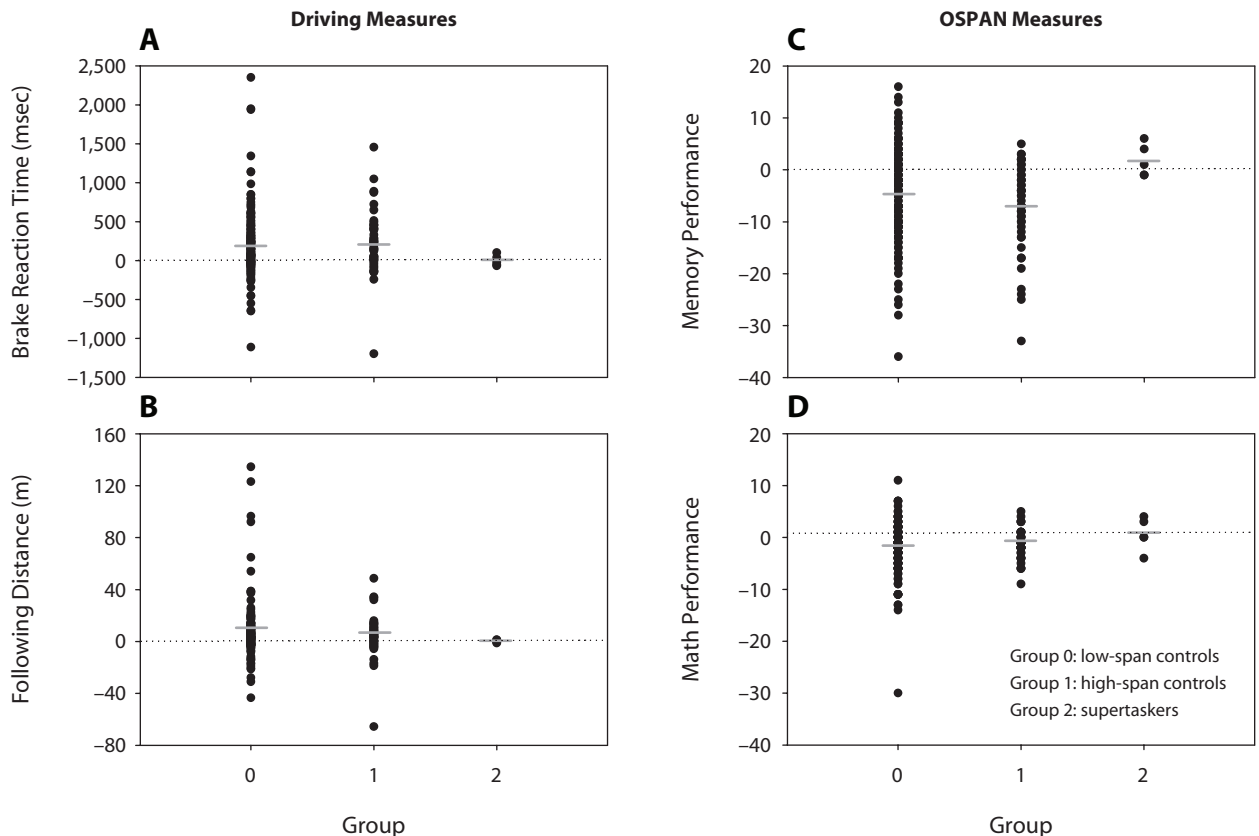 Driving Measures
A
Brake Reaction Time (msec)
2,500
2,000
1,500
1,000
500
0
−500
−1,000
−1,500
B
Following Distance (m)
160
120
80
40
0
−40
−80
0 1 2
Group
OSPAN Measures
C
Memory Performance
20
10
0
−10
−20
−30
−40
D
Math Performance
20
10
0
−10
−20
−30
−40
Group 0: low-span controls
Group 1: high-span controls
Group 2: supertaskers
0 1 2
Group